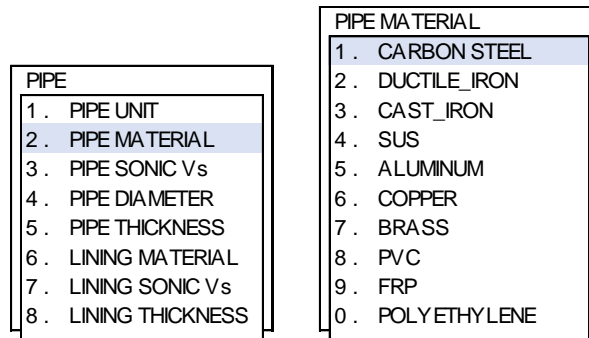 PIPE
1. PIPE UNIT
2. PIPE MATERIAL
3. PIPE SONIC Vs
4. PIPE DIAMETER
5. PIPE THICKNESS
6. LINING MATERIAL
7. LINING SONIC Vs
8. LINING THICKNESS
PIPE MATERIAL
1. CARBON STEEL
2. DUCTILE_IRON
3. CAST_IRON
4. SUS
5. ALUMINUM
6. COPPER
7. BRASS
8. PVC
9. FRP
0. POLYETHYLENE